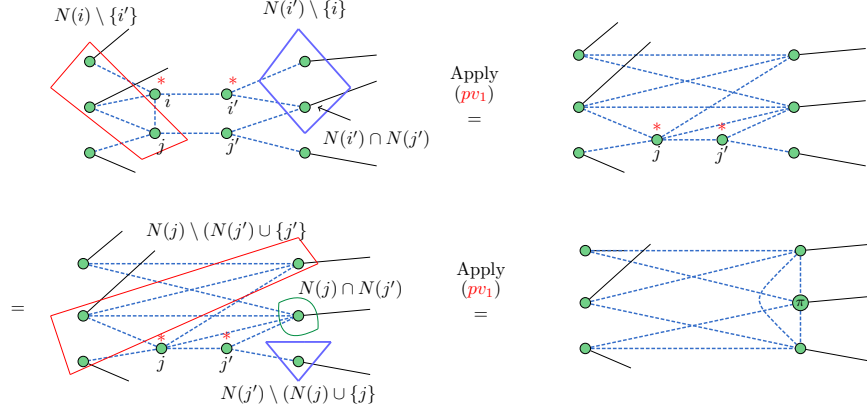 N(i) \ {i′}
N(i′) \ {i}
* *
i i′
j j′
N(i′) ∩ N(j′)
Apply
(pv₁)
=
* *
j j′
=
N(j) \ (N(j′) ∪ {j′}
N(j) ∩ N(j′)
* *
j j′
N(j′) \ (N(j) ∪ {j}
Apply
(pv₁)
=
π